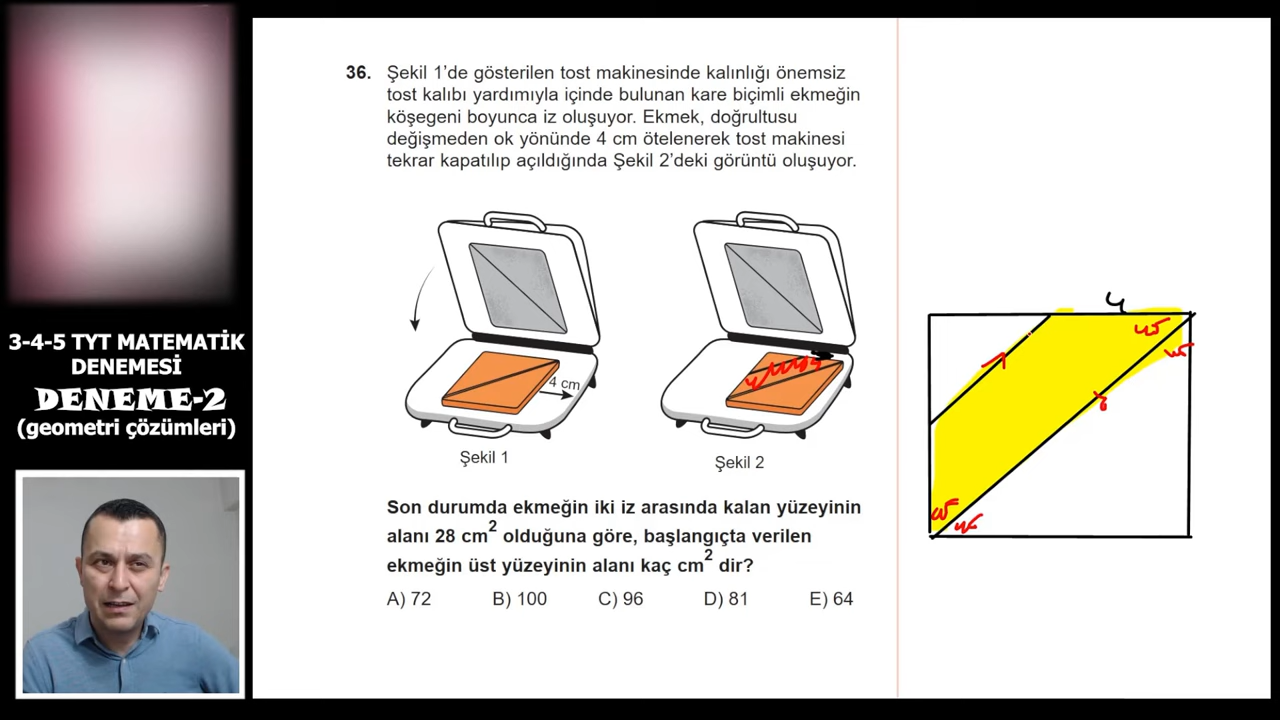 3-4-5 TYT MATEMATİK
DENEMESİ
DENEME-2
(geometri çözümleri)
36. Şekil 1'de gösterilen tost makinesinde kalınlığı önemsiz
tost kalıbı yardımıyla içinde bulunan kare biçimli ekmeğin
köşegeni boyunca iz oluşuyor. Ekmek, doğrultusu
değişmeden ok yönünde 4 cm ötelenerek tost makinesi
tekrar kapatılıp açıldığında Şekil 2'deki görüntü oluşuyor.
4 cm
Şekil 1
Şekil 2
Son durumda ekmeğin iki iz arasında kalan yüzeyinin
alanı 28 cm² olduğuna göre, başlangıçta verilen
ekmeğin üst yüzeyinin alanı kaç cm² dir?
A) 72 B) 100 C) 96 D) 81 E) 64
4
45
45
45
45